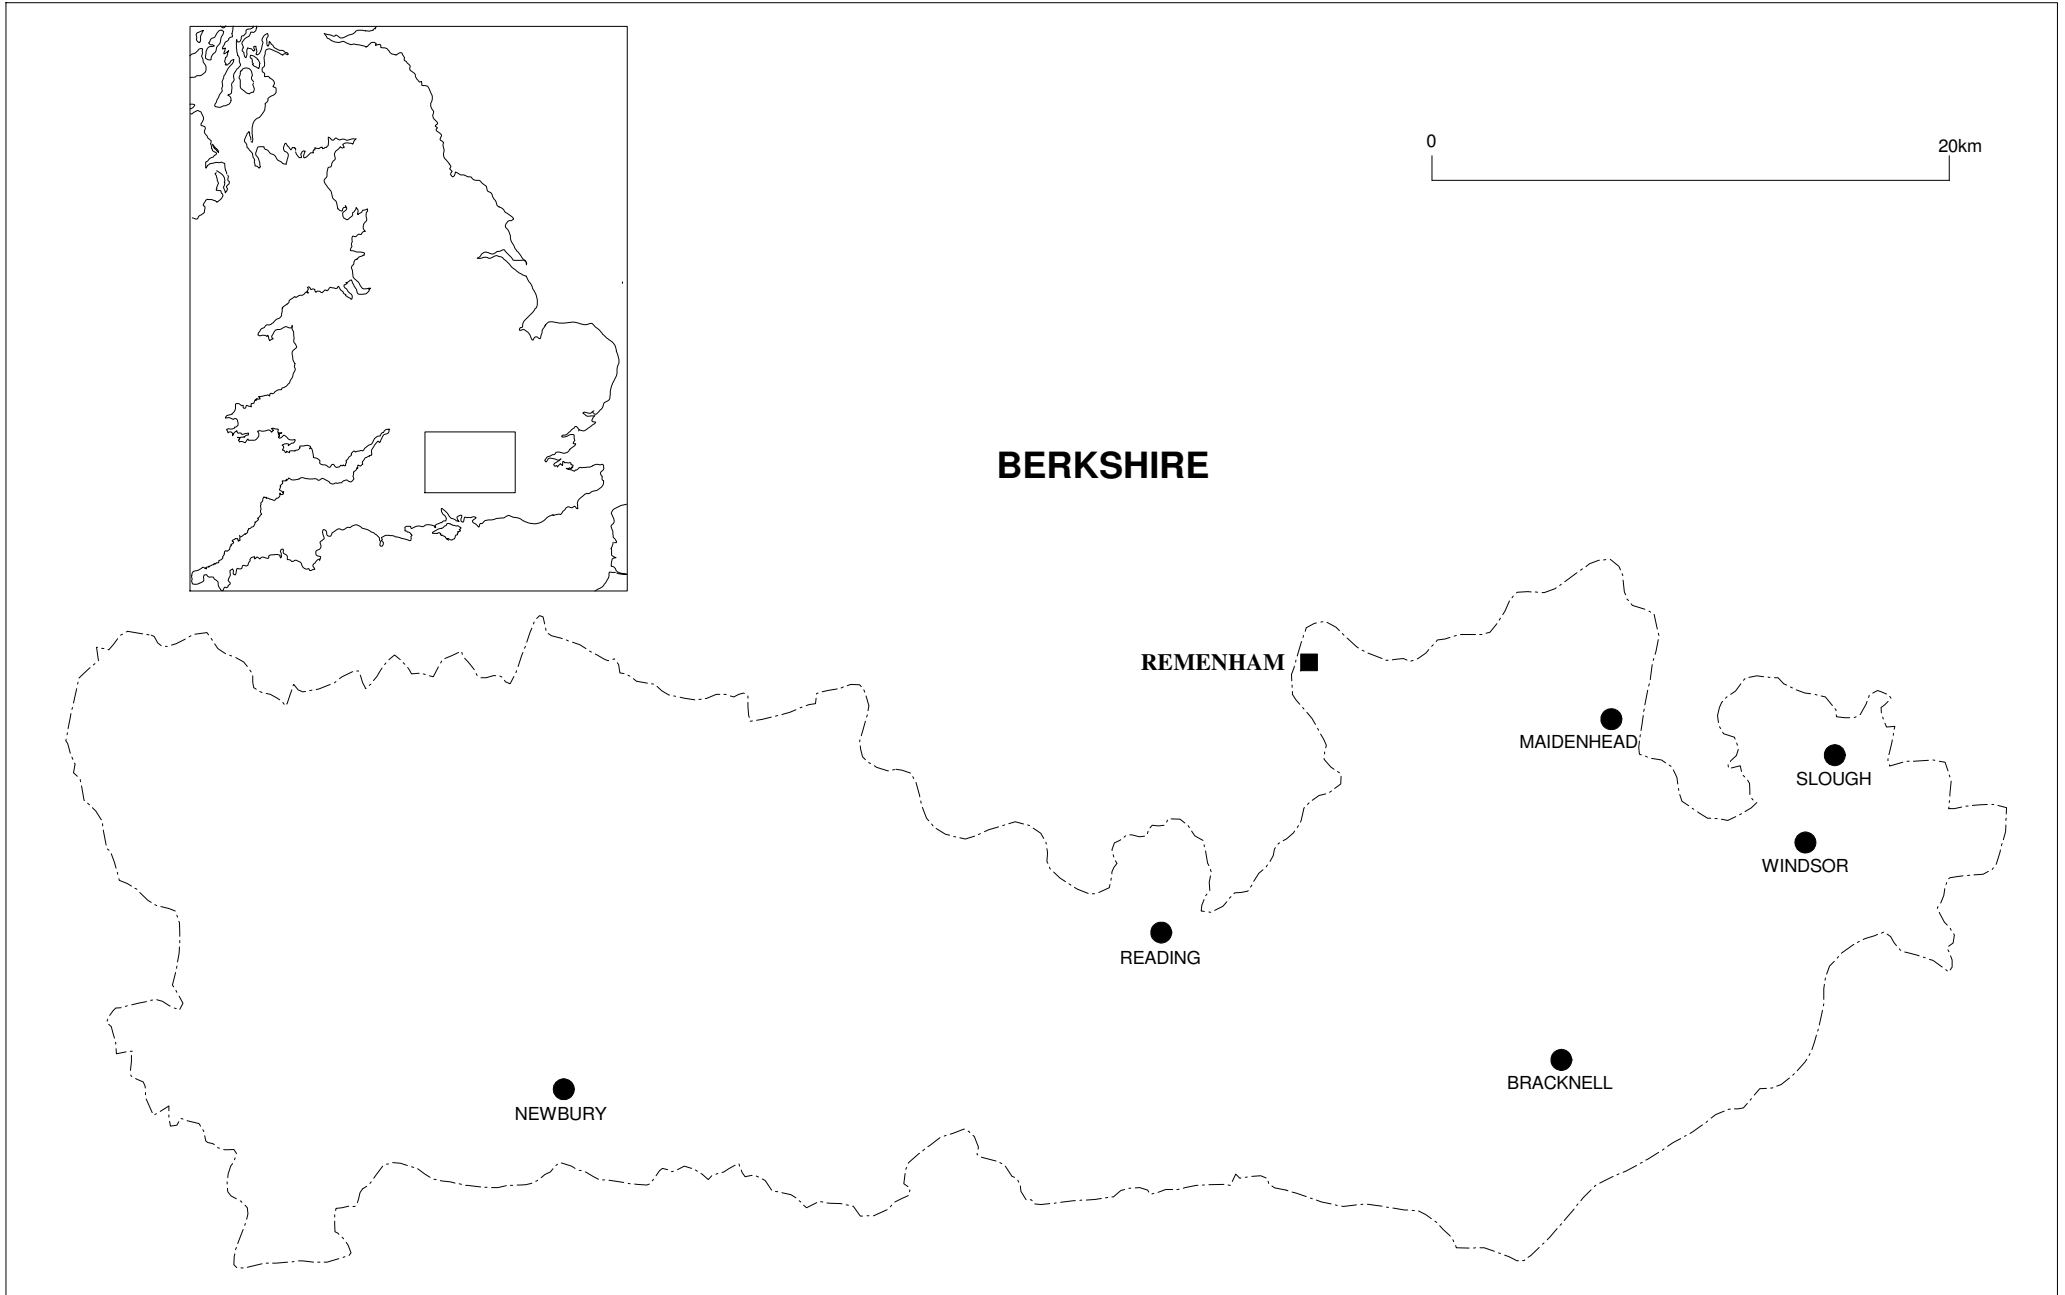 0
20km
BERKSHIRE
REMENHAM
MAIDENHEAD
SLOUGH
WINDSOR
READING
BRACKNELL
NEWBURY